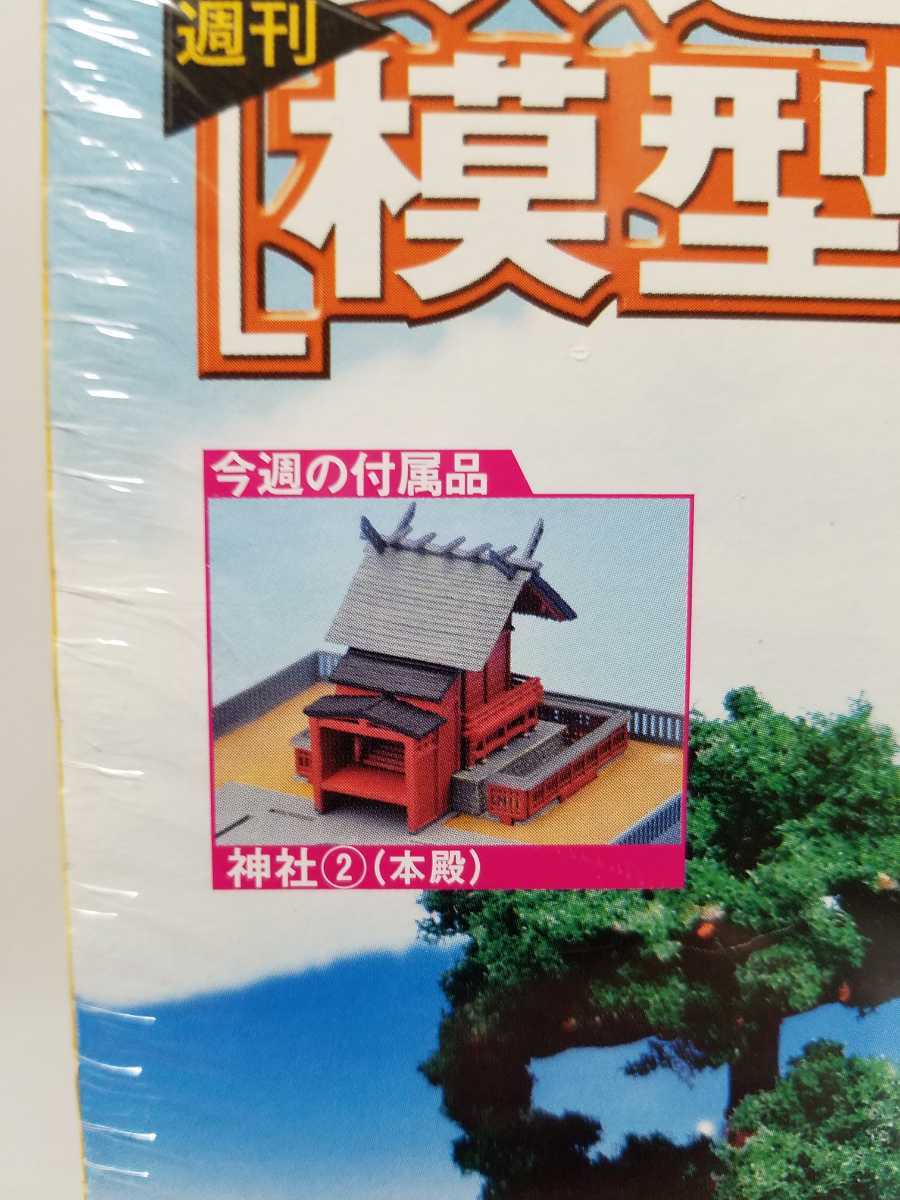 週刊
「模型
今週の付属品
神社②(本殿)